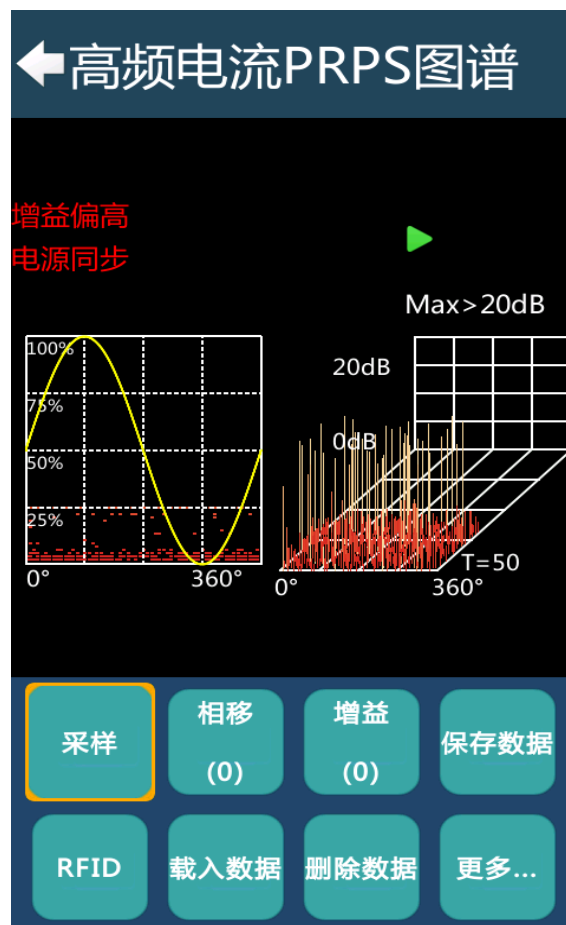 高频电流PRPS图谱
增益偏高
电源同步
Max>20dB
100%
75%
50%
25%
0°
360°
20dB
0dB
T=50
0°
360°
采样
相移
(0)
增益
(0)
保存数据
RFID
载入数据
删除数据
更多...